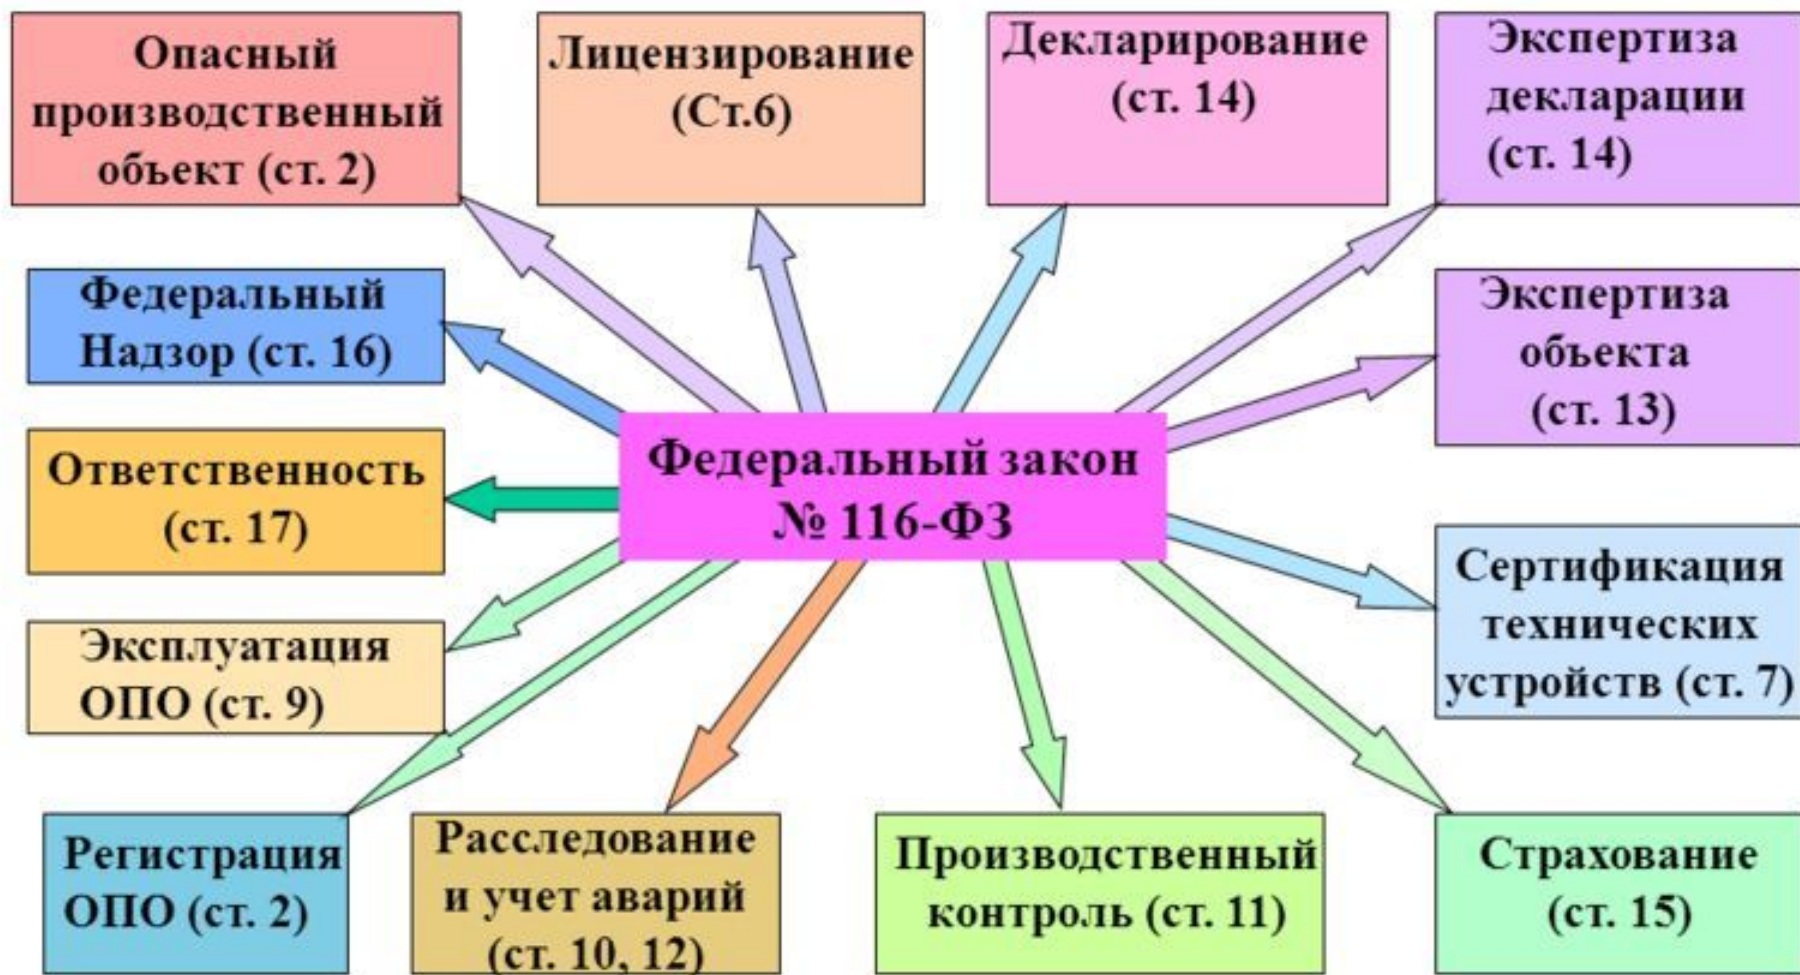 Опасный
производственный
объект (ст. 2)
Лицензирование
(Ст.6)
Декларирование
(ст. 14)
Экспертиза
декларации
(ст. 14)
Федеральный
Надзор (ст. 16)
Экспертиза
объекта
(ст. 13)
Федеральный закон
№ 116-ФЗ
Ответственность
(ст. 17)
Сертификация
технических
устройств (ст. 7)
Эксплуатация
ОПО (ст. 9)
Регистрация
ОПО (ст. 2)
Расследование
и учет аварий
(ст. 10, 12)
Производственный
контроль (ст. 11)
Страхование
(ст. 15)